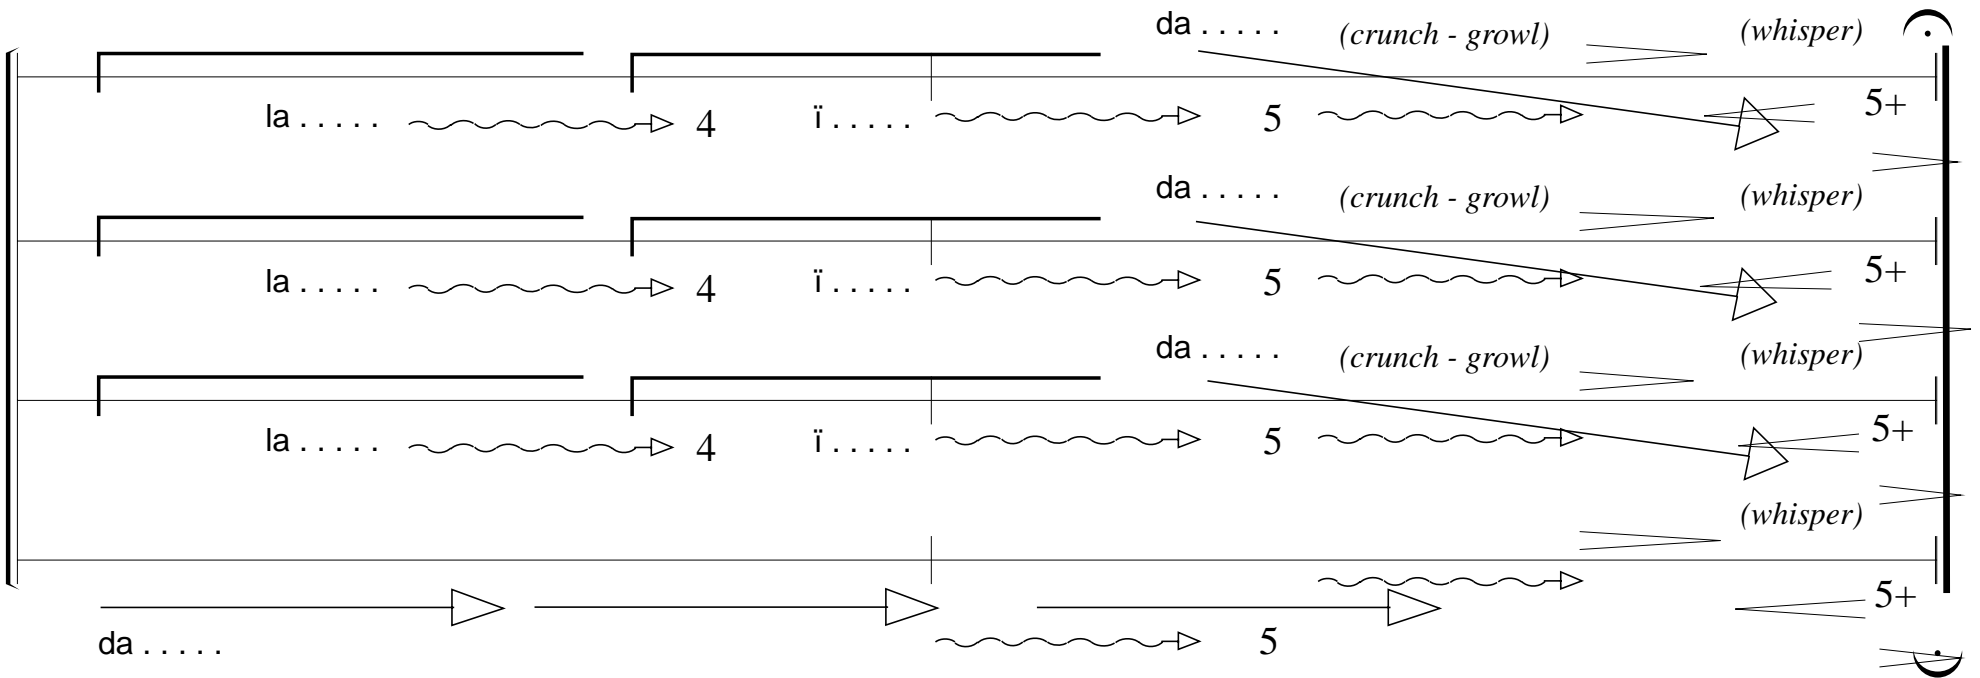 da . . . . . (crunch - growl) (whisper)
la . . . . . 4 ï . . . . . 5 5+
da . . . . . (crunch - growl) (whisper)
la . . . . . 4 ï . . . . . 5 5+
da . . . . . (crunch - growl) (whisper)
la . . . . . 4 ï . . . . . 5 5+
(whisper)
5+
da . . . . . 5